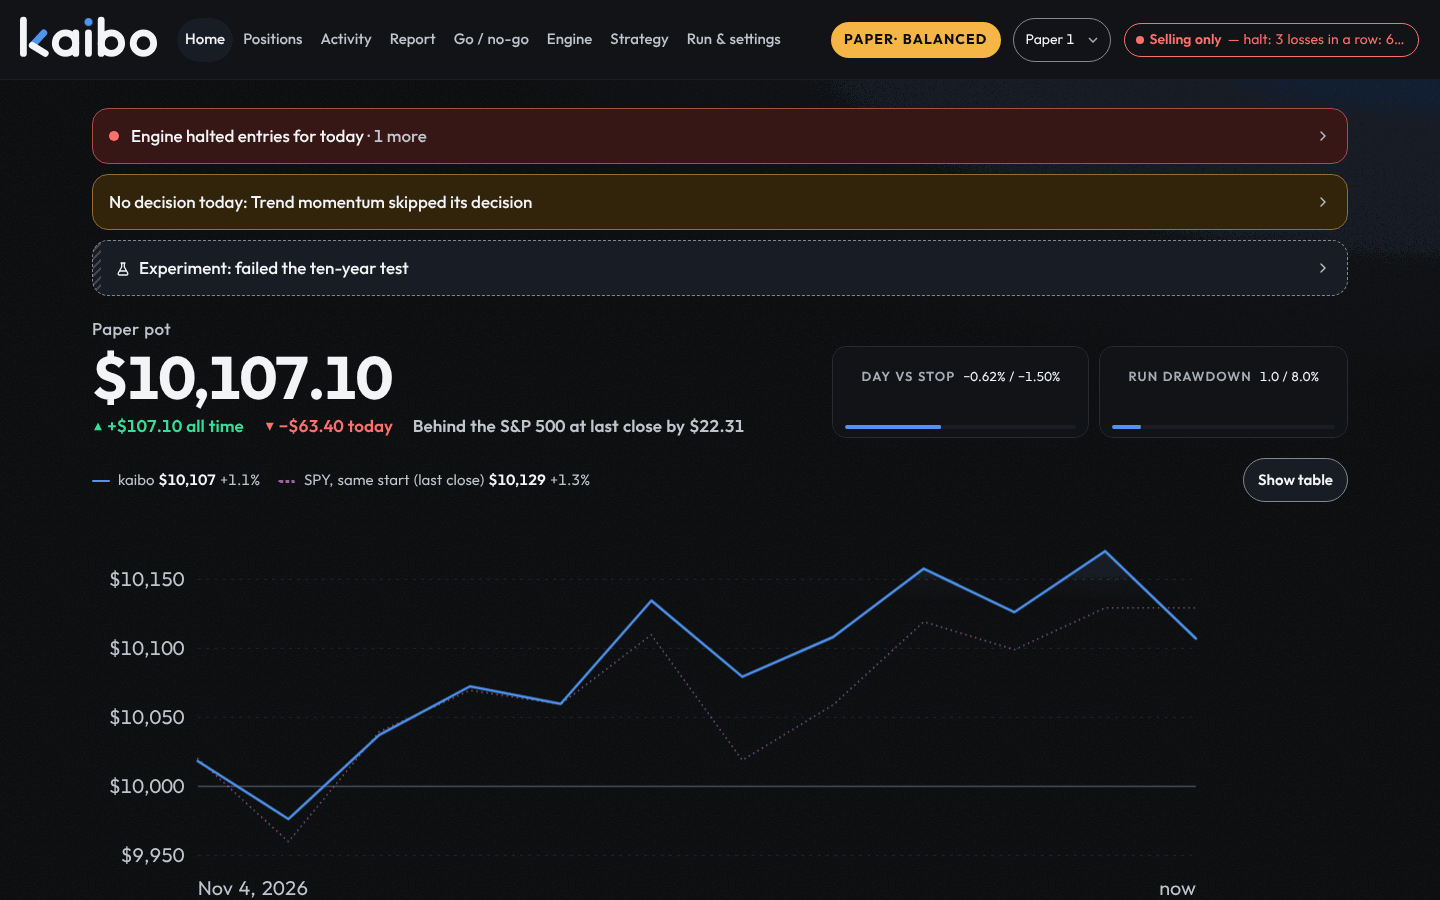 kaibo
Home Positions Activity Report Go / no-go Engine Strategy Run & settings
PAPER· BALANCED
Paper 1
Selling only — halt: 3 losses in a row: 6...
Engine halted entries for today · 1 more
No decision today: Trend momentum skipped its decision
Experiment: failed the ten-year test
Paper pot
$10,107.10
▲ +$107.10 all time ▼ −$63.40 today Behind the S&P 500 at last close by $22.31
DAY VS STOP −0.62% / −1.50%
RUN DRAWDOWN 1.0 / 8.0%
kaibo $10,107 +1.1% SPY, same start (last close) $10,129 +1.3%
Show table
$10,150
$10,100
$10,050
$10,000
$9,950
Nov 4, 2026 now